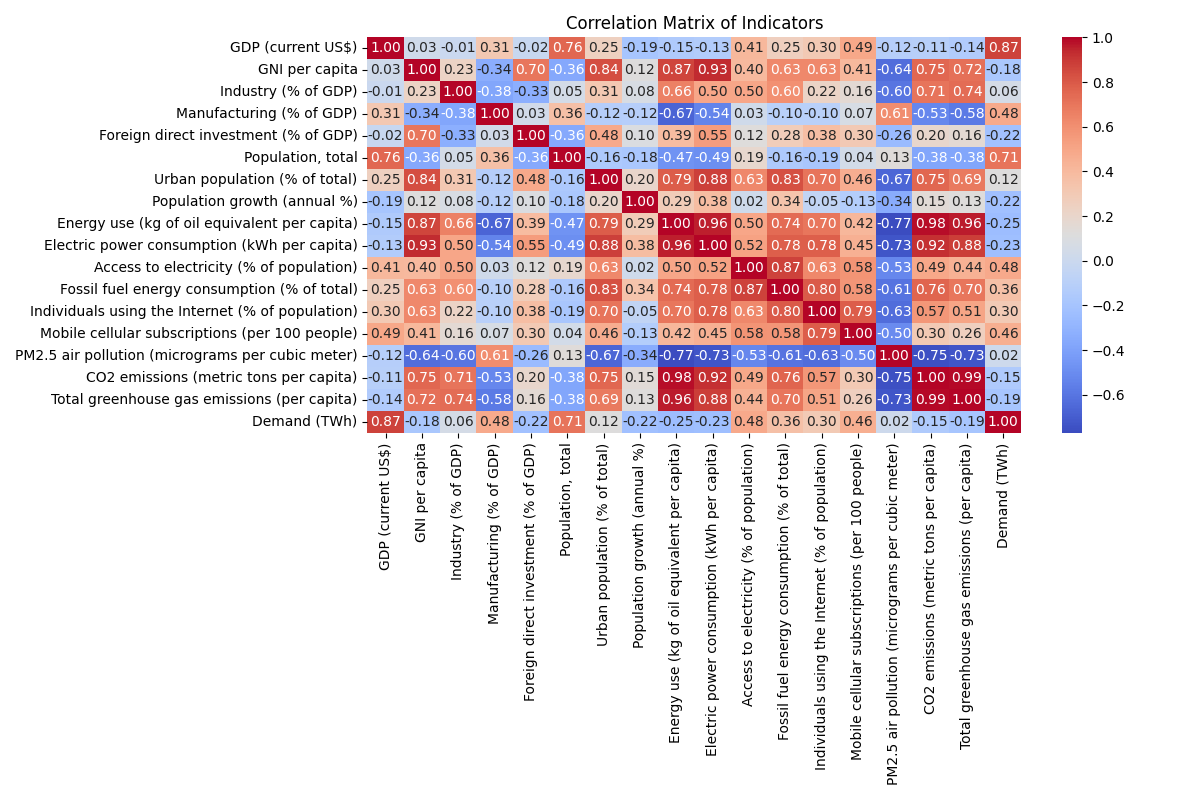 Correlation Matrix of Indicators
GDP (current US$) 1.00 0.03 -0.01 0.31 -0.02 0.76 0.25 -0.19 -0.15 -0.13 0.41 0.25 0.30 0.49 -0.12 -0.11 -0.14 0.87
GNI per capita 0.03 1.00 0.23 -0.34 0.70 -0.36 0.84 0.12 0.87 0.93 0.40 0.63 0.63 0.41 -0.64 0.75 0.72 -0.18
Industry (% of GDP) -0.01 0.23 1.00 -0.38 -0.33 0.05 0.31 0.08 0.66 0.50 0.50 0.60 0.22 0.16 -0.60 0.71 0.74 0.06
Manufacturing (% of GDP) 0.31 -0.34 -0.38 1.00 0.03 0.36 -0.12 -0.12 -0.67 -0.54 0.03 -0.10 -0.10 0.07 0.61 -0.53 -0.58 0.48
Foreign direct investment (% of GDP) -0.02 0.70 -0.33 0.03 1.00 -0.36 0.48 0.10 0.39 0.55 0.12 0.28 0.38 0.30 -0.26 0.20 0.16 -0.22
Population, total 0.76 -0.36 0.05 0.36 -0.36 1.00 -0.16 -0.18 -0.47 -0.49 0.19 -0.16 -0.19 0.04 0.13 -0.38 -0.38 0.71
Urban population (% of total) 0.25 0.84 0.31 -0.12 0.48 -0.16 1.00 0.20 0.79 0.88 0.63 0.83 0.70 0.46 -0.67 0.75 0.69 0.12
Population growth (annual %) -0.19 0.12 0.08 -0.12 0.10 -0.18 0.20 1.00 0.29 0.38 0.02 0.34 -0.05 -0.13 -0.34 0.15 0.13 -0.22
Energy use (kg of oil equivalent per capita) -0.15 0.87 0.66 -0.67 0.39 -0.47 0.79 0.29 1.00 0.96 0.50 0.74 0.70 0.42 -0.77 0.98 0.96 -0.25
Electric power consumption (kWh per capita) -0.13 0.93 0.50 -0.54 0.55 -0.49 0.88 0.38 0.96 1.00 0.52 0.78 0.78 0.45 -0.73 0.92 0.88 -0.23
Access to electricity (% of population) 0.41 0.40 0.50 0.03 0.12 0.19 0.63 0.02 0.50 0.52 1.00 0.87 0.63 0.58 -0.53 0.49 0.44 0.48
Fossil fuel energy consumption (% of total) 0.25 0.63 0.60 -0.10 0.28 -0.16 0.83 0.34 0.74 0.78 0.87 1.00 0.80 0.58 -0.61 0.76 0.70 0.36
Individuals using the Internet (% of population) 0.30 0.63 0.22 -0.10 0.38 -0.19 0.70 -0.05 0.70 0.78 0.63 0.80 1.00 0.79 -0.63 0.57 0.51 0.30
Mobile cellular subscriptions (per 100 people) 0.49 0.41 0.16 0.07 0.30 0.04 0.46 -0.13 0.42 0.45 0.58 0.58 0.79 1.00 -0.50 0.30 0.26 0.46
PM2.5 air pollution (micrograms per cubic meter) -0.12 -0.64 -0.60 0.61 -0.26 0.13 -0.67 -0.34 -0.77 -0.73 -0.53 -0.61 -0.63 -0.50 1.00 -0.75 -0.73 0.02
CO2 emissions (metric tons per capita) -0.11 0.75 0.71 -0.53 0.20 -0.38 0.75 0.15 0.98 0.92 0.49 0.76 0.57 0.30 -0.75 1.00 0.99 -0.15
Total greenhouse gas emissions (per capita) -0.14 0.72 0.74 -0.58 0.16 -0.38 0.69 0.13 0.96 0.88 0.44 0.70 0.51 0.26 -0.73 0.99 1.00 -0.19
Demand (TWh) 0.87 -0.18 0.06 0.48 -0.22 0.71 0.12 -0.22 -0.25 -0.23 0.48 0.36 0.30 0.46 0.02 -0.15 -0.19 1.00
GDP (current US$)
GNI per capita
Industry (% of GDP)
Manufacturing (% of GDP)
Foreign direct investment (% of GDP)
Population, total
Urban population (% of total)
Population growth (annual %)
Energy use (kg of oil equivalent per capita)
Electric power consumption (kWh per capita)
Access to electricity (% of population)
Fossil fuel energy consumption (% of total)
Individuals using the Internet (% of population)
Mobile cellular subscriptions (per 100 people)
PM2.5 air pollution (micrograms per cubic meter)
CO2 emissions (metric tons per capita)
Total greenhouse gas emissions (per capita)
Demand (TWh)
1.0
0.8
0.6
0.4
0.2
0.0
−0.2
−0.4
−0.6